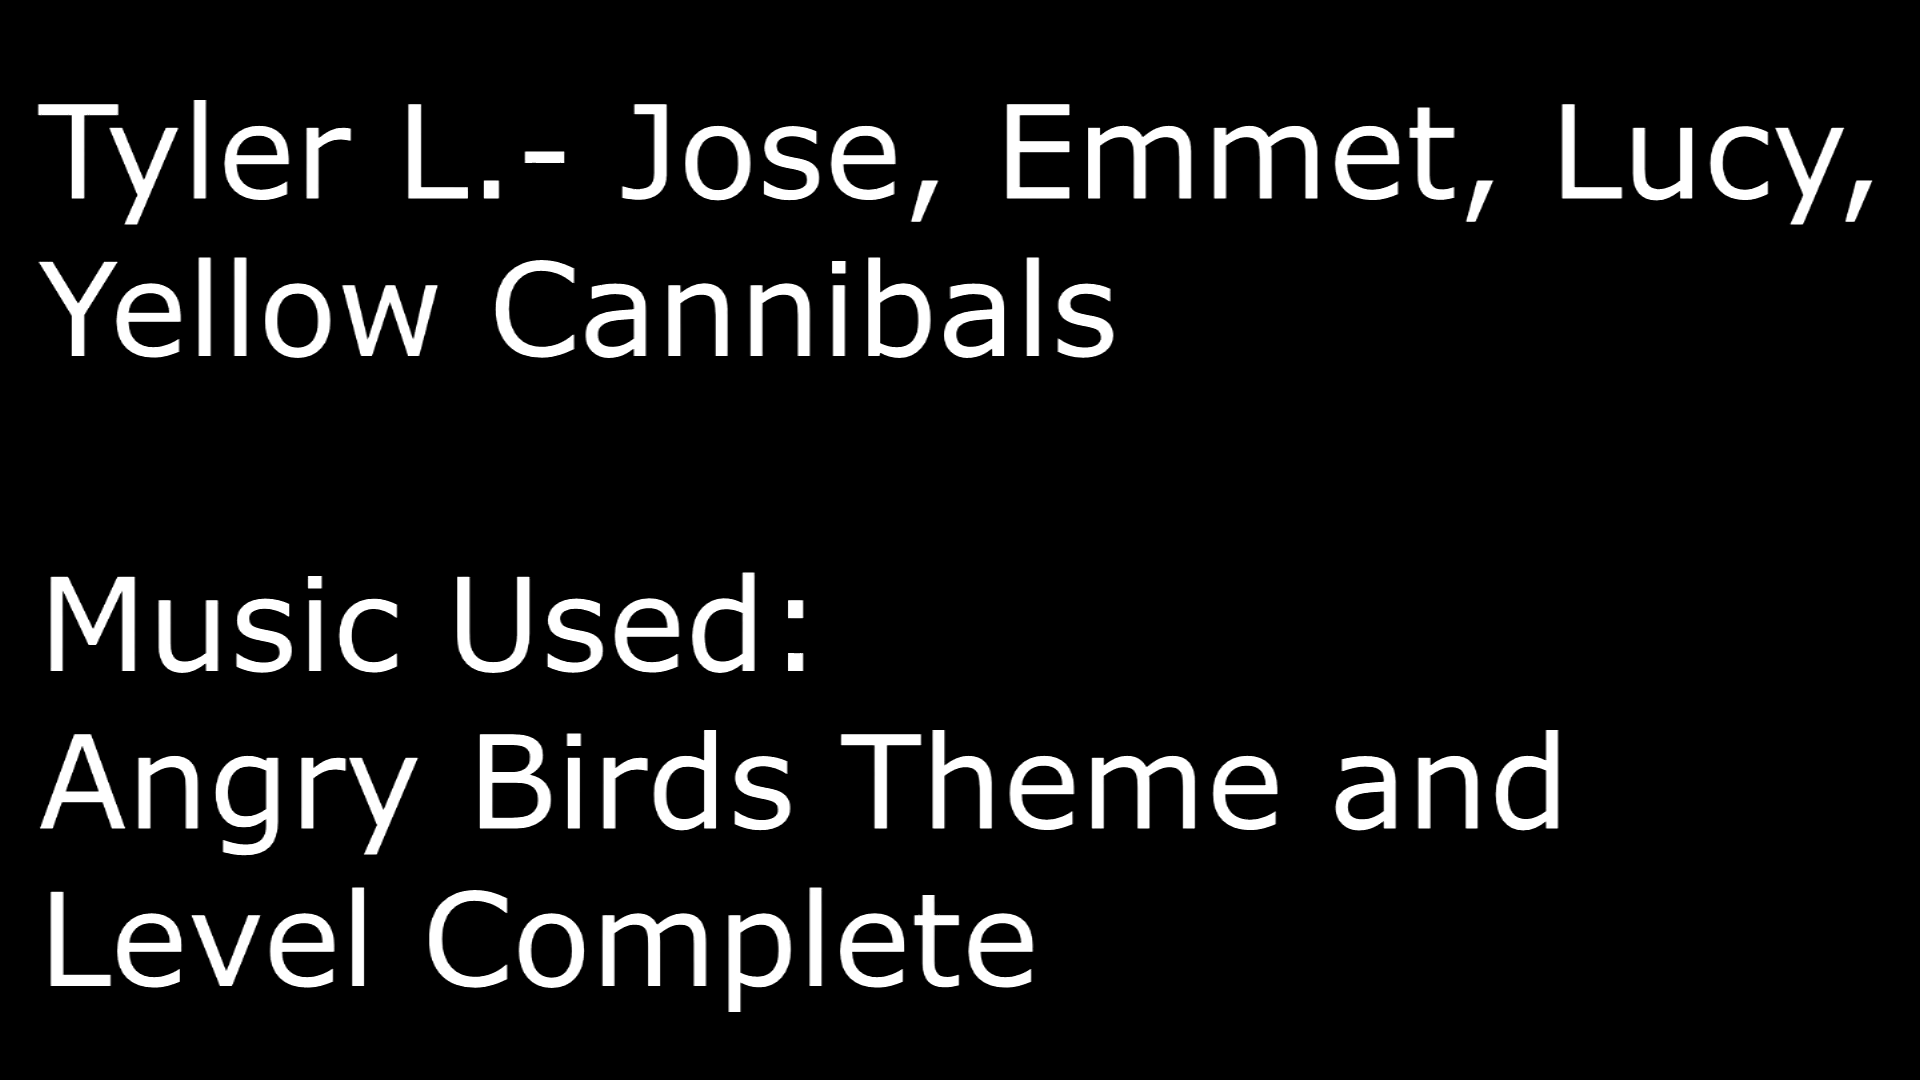 Tyler L.- Jose, Emmet, Lucy,
Yellow Cannibals
Music Used:
Angry Birds Theme and
Level Complete